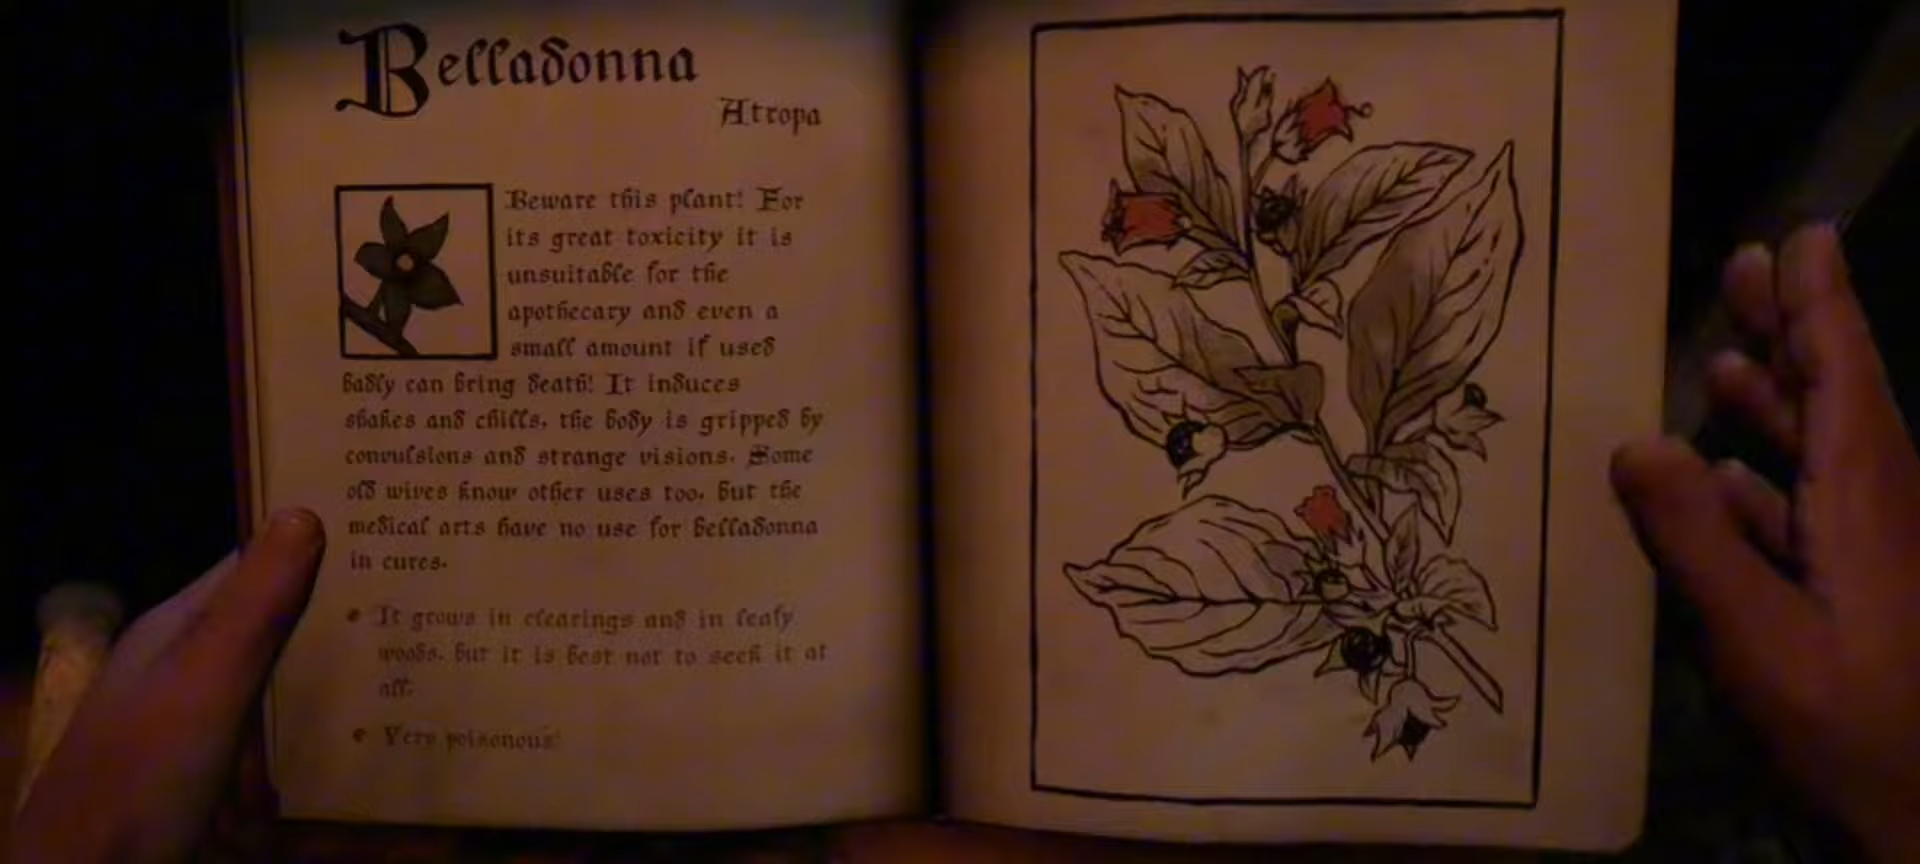 Belladonna
Atropa
Beware this plant! For
its great toxicity it is
unsuitable for the
apothecary and even a
small amount if used
badly can bring death! It induces
shakes and chills, the body is gripped by
convulsions and strange visions. Some
old wives know other uses too, but the
medical arts have no use for belladonna
in cures.
It grows in clearings and in leafy
woods, but it is best not to seek it at
all.
Very poisonous!